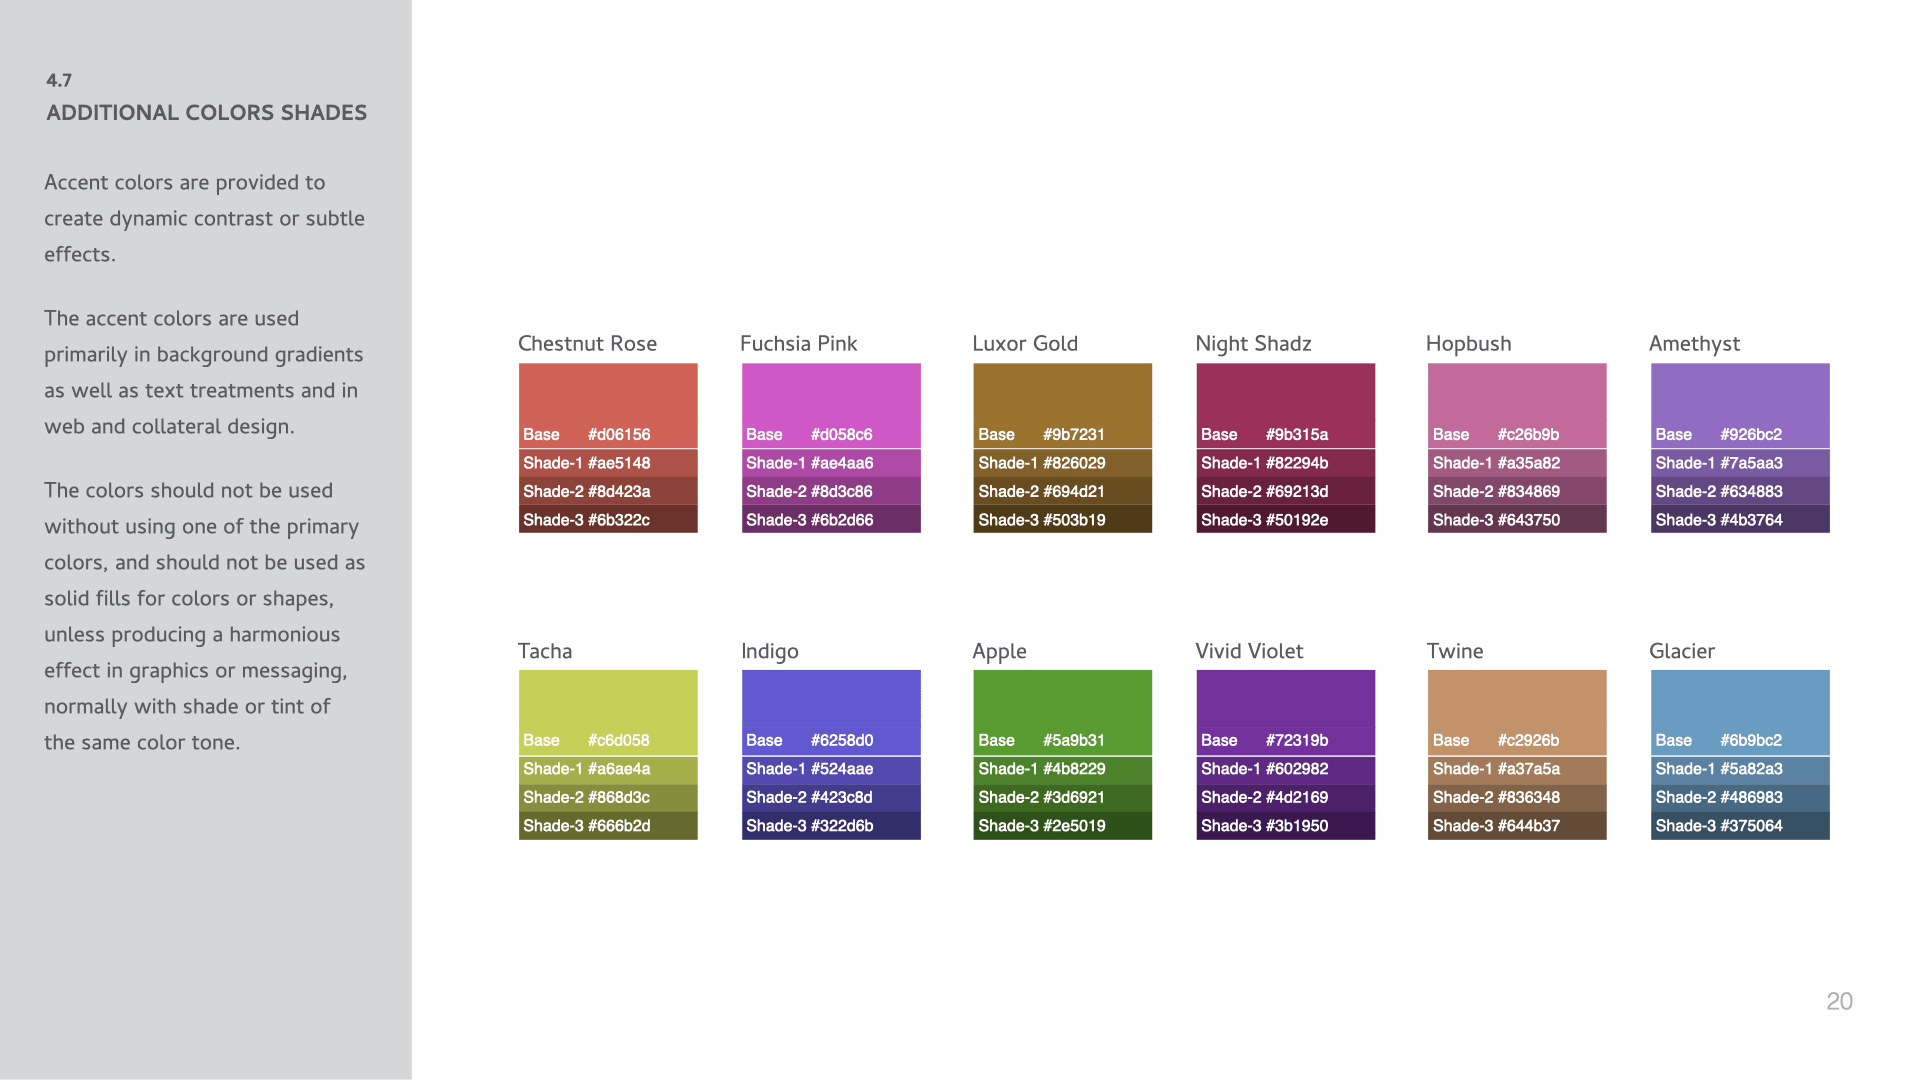 4.7
ADDITIONAL COLORS SHADES
Accent colors are provided to
create dynamic contrast or subtle
effects.
The accent colors are used
primarily in background gradients
as well as text treatments and in
web and collateral design.
The colors should not be used
without using one of the primary
colors, and should not be used as
solid fills for colors or shapes,
unless producing a harmonious
effect in graphics or messaging,
normally with shade or tint of
the same color tone.
Chestnut Rose
Base #d06156
Shade-1 #ae5148
Shade-2 #8d423a
Shade-3 #6b322c
Fuchsia Pink
Base #d058c6
Shade-1 #ae4aa6
Shade-2 #8d3c86
Shade-3 #6b2d66
Luxor Gold
Base #9b7231
Shade-1 #826029
Shade-2 #694d21
Shade-3 #503b19
Night Shadz
Base #9b315a
Shade-1 #82294b
Shade-2 #69213d
Shade-3 #50192e
Hopbush
Base #c26b9b
Shade-1 #a35a82
Shade-2 #834869
Shade-3 #643750
Amethyst
Base #926bc2
Shade-1 #7a5aa3
Shade-2 #634883
Shade-3 #4b3764
Tacha
Base #c6d058
Shade-1 #a6ae4a
Shade-2 #868d3c
Shade-3 #666b2d
Indigo
Base #6258d0
Shade-1 #524aae
Shade-2 #423c8d
Shade-3 #322d6b
Apple
Base #5a9b31
Shade-1 #4b8229
Shade-2 #3d6921
Shade-3 #2e5019
Vivid Violet
Base #72319b
Shade-1 #602982
Shade-2 #4d2169
Shade-3 #3b1950
Twine
Base #c2926b
Shade-1 #a37a5a
Shade-2 #836348
Shade-3 #644b37
Glacier
Base #6b9bc2
Shade-1 #5a82a3
Shade-2 #486983
Shade-3 #375064
20